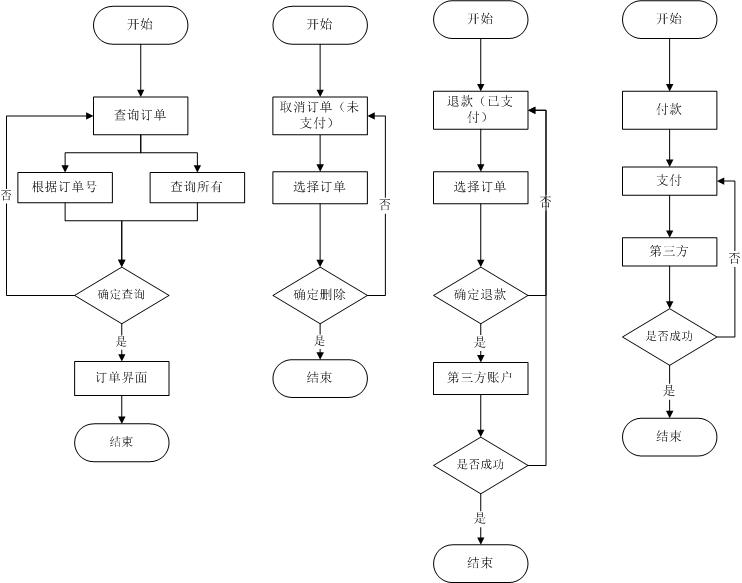 开始
查询订单
根据订单号
查询所有
否
确定查询
是
订单界面
结束
开始
取消订单（未
支付）
选择订单
否
确定删除
是
结束
开始
退款（已支
付）
选择订单
否
确定退款
是
第三方账户
是否成功
是
结束
开始
付款
支付
第三方
否
是否成功
是
结束